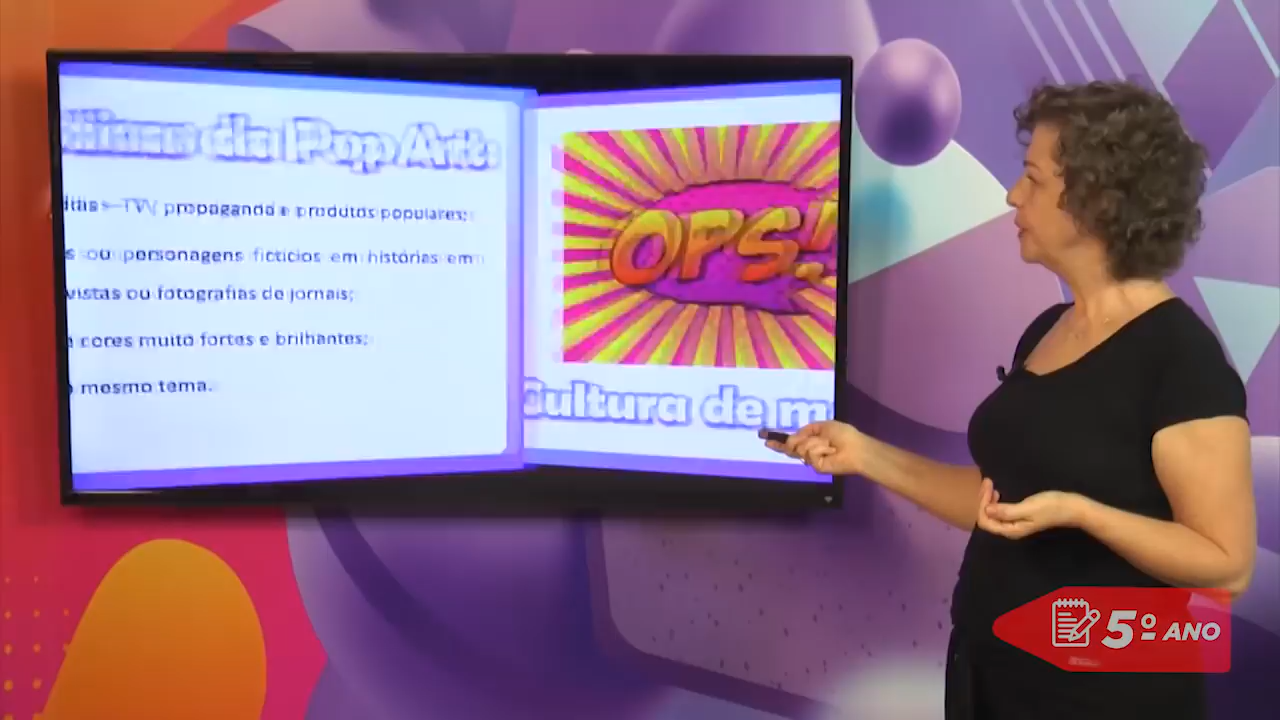 da Pop Art:
TV, propaganda e produtos populares;
ou personagens fictícios em histórias em
vistas ou fotografias de jornais;
cores muito fortes e brilhantes;
mesmo tema.
OPS!
Cultura de m
5º ANO